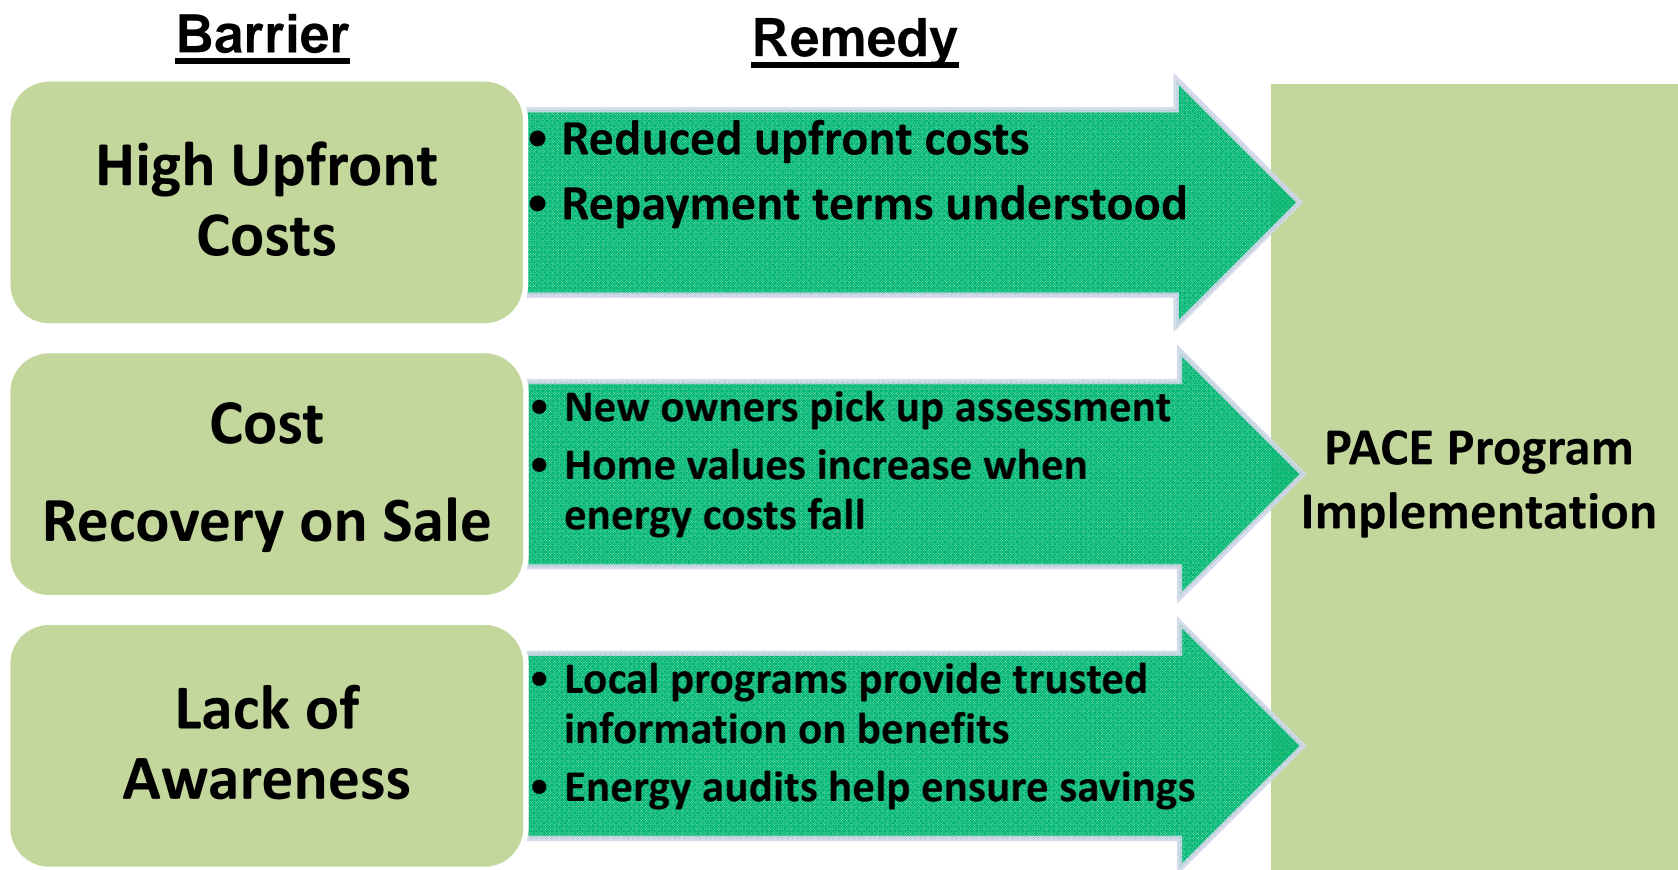 Barrier
Remedy
High Upfront
Costs
• Reduced upfront costs
• Repayment terms understood
Cost
Recovery on Sale
• New owners pick up assessment
• Home values increase when
energy costs fall
Lack of
Awareness
• Local programs provide trusted
information on benefits
• Energy audits help ensure savings
PACE Program
Implementation